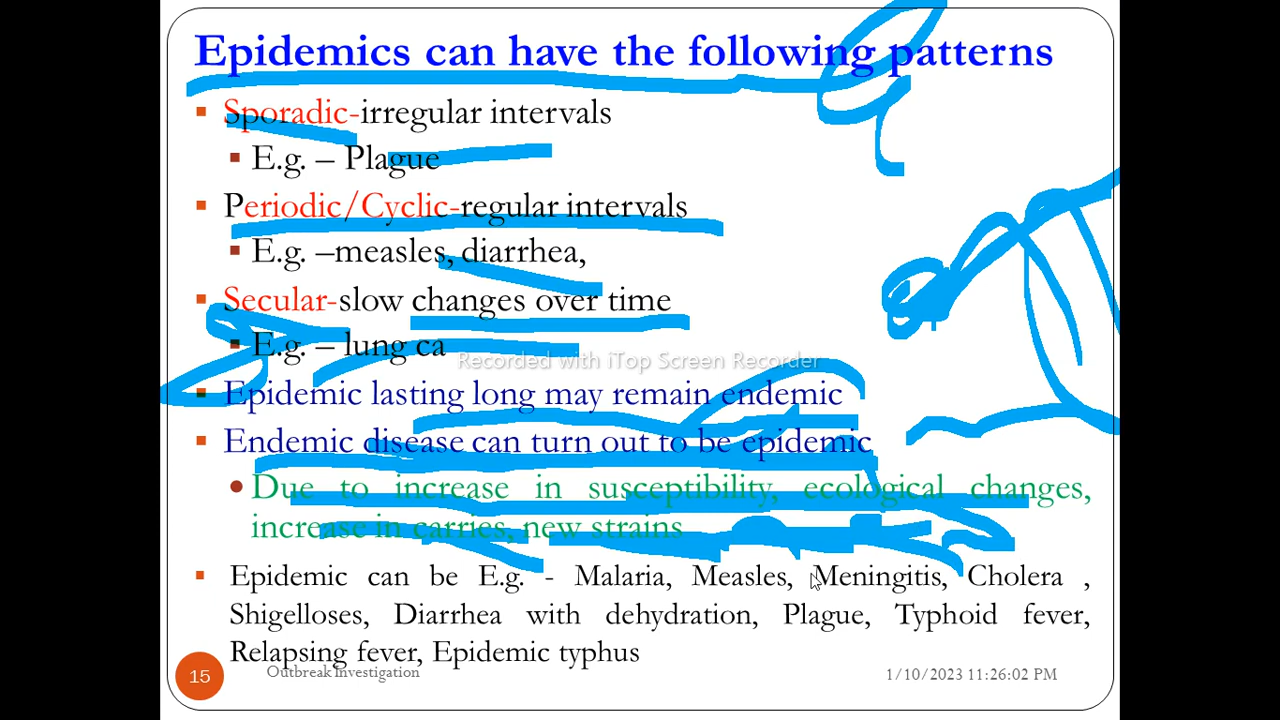 Epidemics can have the following patterns
Sporadic-irregular intervals
E.g. – Plague
Periodic/Cyclic-regular intervals
E.g. –measles, diarrhea,
Secular-slow changes over time
E.g. – lung ca
Recorded with iTop Screen Recorder
Epidemic lasting long may remain endemic
Endemic disease can turn out to be epidemic
Due to increase in susceptibility, ecological changes,
increase in carries, new strains
Epidemic can be E.g. - Malaria, Measles, Meningitis, Cholera ,
Shigelloses, Diarrhea with dehydration, Plague, Typhoid fever,
Relapsing fever, Epidemic typhus
15
Outbreak Investigation
1/10/2023 11:26:02 PM